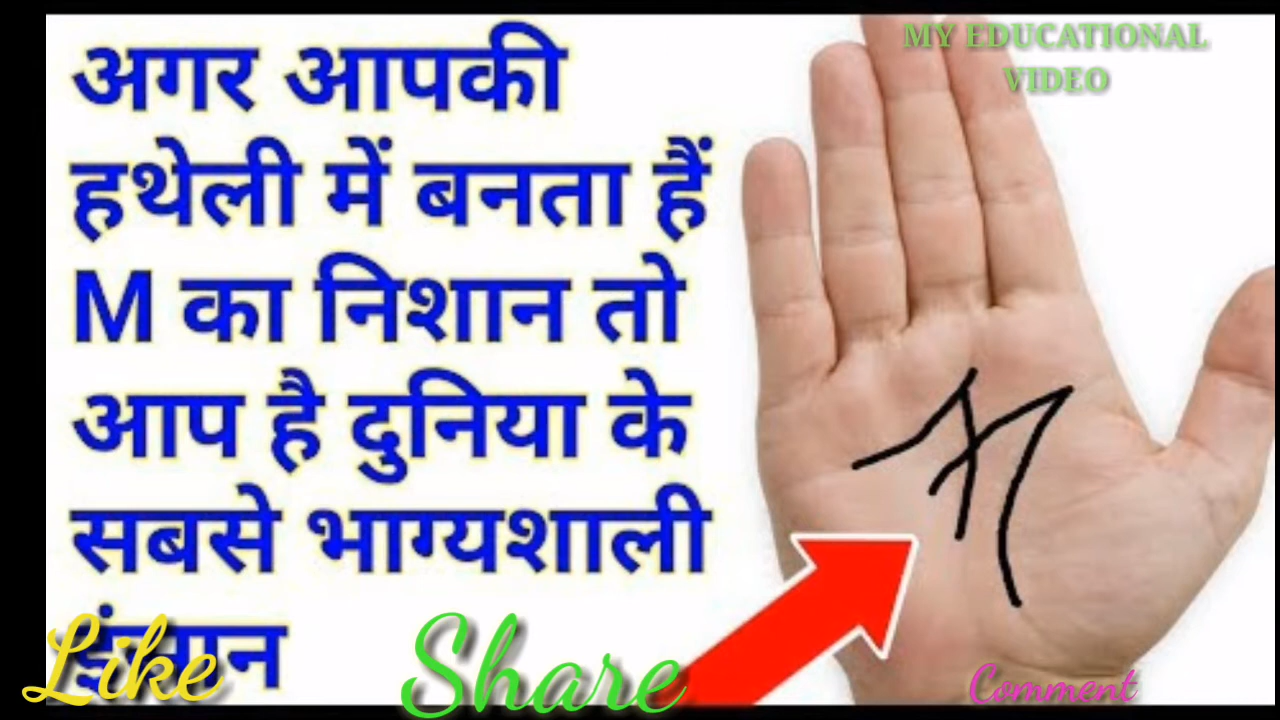 अगर आपकी
हथेली में बनता हैं
M का निशान तो
आप है दुनिया के
सबसे भाग्यशाली
इंसान
MY EDUCATIONAL
VIDEO
Like
Share
Comment